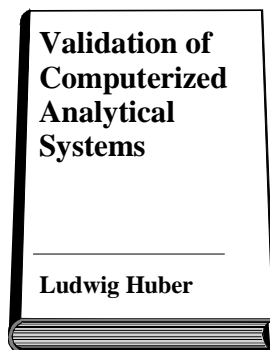 Validation of
Computerized
Analytical
Systems
Ludwig Huber